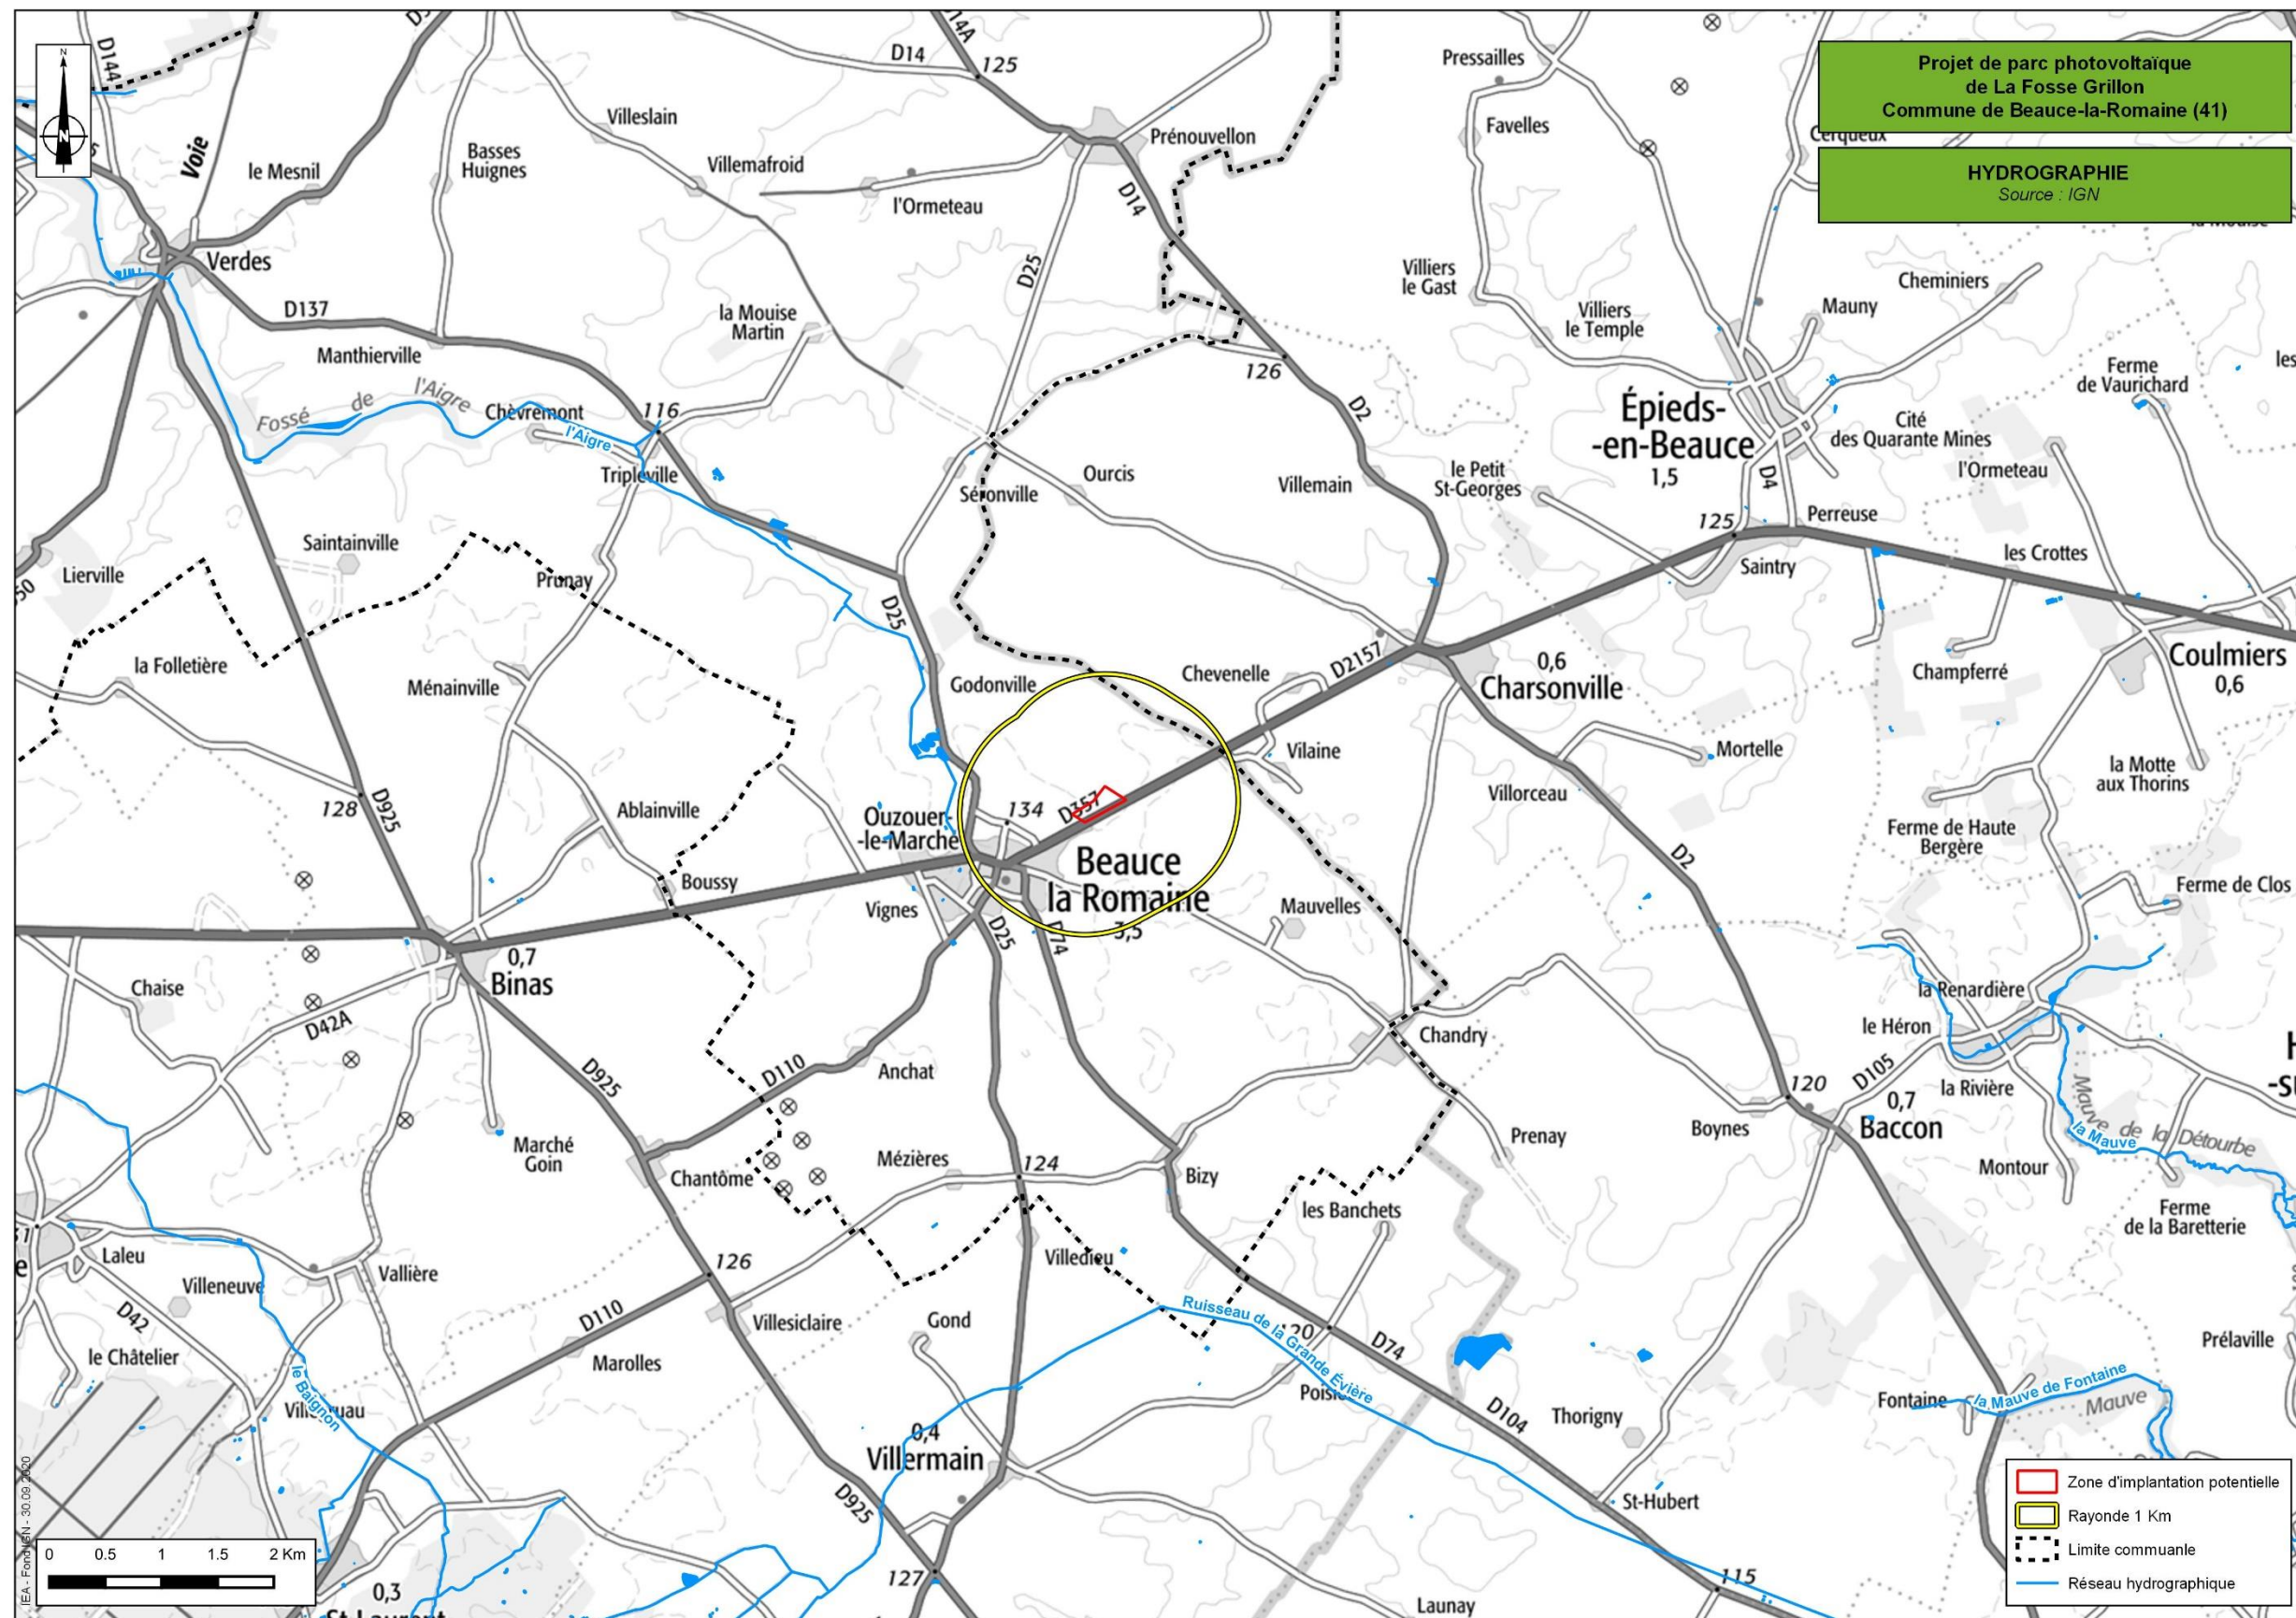 Projet de parc photovoltaïque
de La Fosse Grillon
Commune de Beauce-la-Romaine (41)
HYDROGRAPHIE
Source : IGN
N
N
D144
D14
125
Pressailles
Villeslain
Favelles
Cerqueux
Voie
le Mesnil
Basses
Huignes
Villemafroid
Prénouvellon
l'Ormeteau
D14
Verdes
D25
Villiers
le Gast
Cheminiers
D137
la Mouise
Martin
Villiers
le Temple
Mauny
Manthierville
126
Ferme
de Vaurichard
les
Fossé de l'Aigre
Chèvremont
116
l'Aigre
D2
Épieds-
-en-Beauce
1,5
Cité
des Quarante Mines
Tripleville
Séronville
Ourcis
Villemain
le Petit
St-Georges
D4
l'Ormeteau
125
Perreuse
Saintainville
Lierville
Prunay
Saintry
les Crottes
D25
la Folletière
Ménainville
Godonville
Chevenelle
D2157
0,6
Charsonville
Champferré
Coulmiers
0,6
Vilaine
Mortelle
la Motte
aux Thorins
128
D925
Ablainville
Ouzouer-
-le-Marché
134
D357
Villorceau
Ferme de Haute
Bergère
Beauce
la Romaine
3,5
D2
Boussy
Vignes
Mauvelles
Ferme de Clos
D25
D74
0,7
Binas
Chaise
la Renardière
D42A
le Héron
Chandry
D925
D110
Anchat
120
D105
la Rivière
0,7
Baccon
Mauve de la Détourbe
la Mauve
Marché
Goin
Mézières
124
Prenay
Boynes
Chantôme
Bizy
Montour
les Banchets
Ferme
de la Baretterie
Laleu
Villeneuve
Vallière
126
Villedieu
D42
D110
Villesiclaire
Gond
Ruisseau de la Grande Évière
D74
Prélaville
le Châtelier
Marolles
le Baignon
Fontaine
la Mauve de Fontaine
Mauve
0,4
Villermain
D104
Thorigny
D925
St-Hubert
127
115
Launay
0,3
St-Laurent
IEA - Fond IGN - 30.09.2020
0 0.5 1 1.5 2 Km
Zone d'implantation potentielle
Rayonde 1 Km
Limite commuanle
Réseau hydrographique